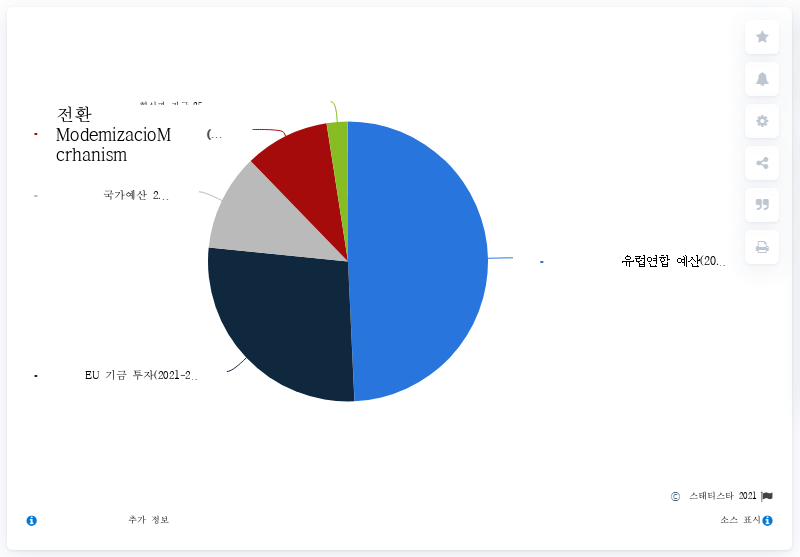 전환
ModemizacioM (...
crhanism
국가예산 2...
유럽연합 예산(20...
EU 기금 투자(2021-2...
© 스태티스타 2021
추가 정보
소스 표시